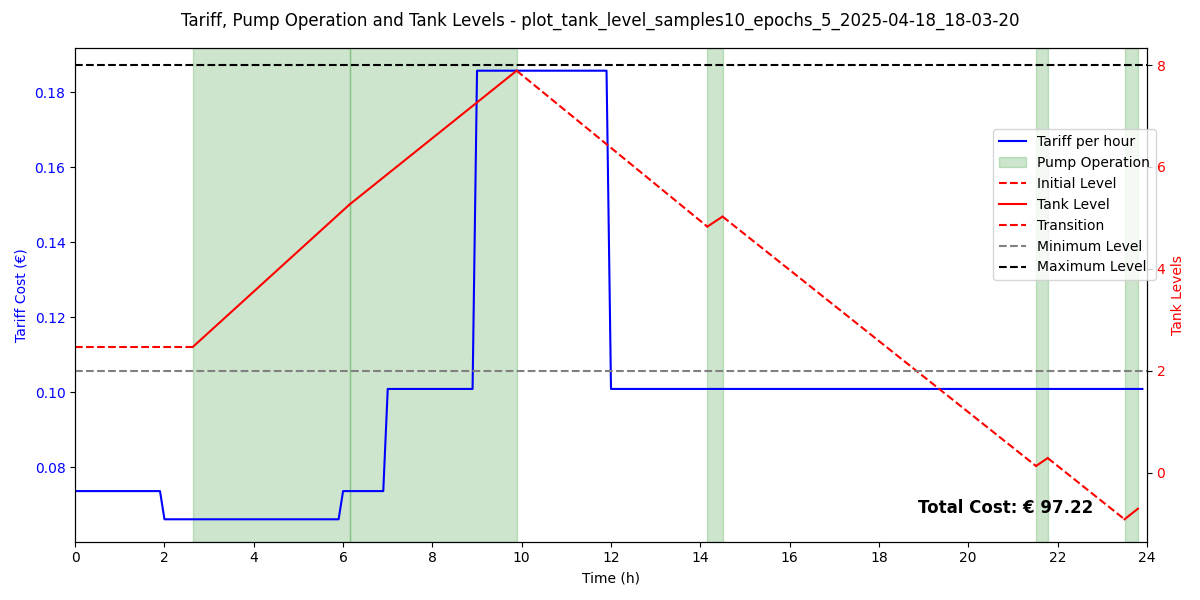 Tariff, Pump Operation and Tank Levels - plot_tank_level_samples10_epochs_5_2025-04-18_18-03-20
0.18
0.16
0.14
0.12
0.10
0.08
Tariff Cost (€)
8
6
4
2
0
Tank Levels
Tariff per hour
Pump Operation
Initial Level
Tank Level
Transition
Minimum Level
Maximum Level
Total Cost: € 97.22
0 2 4 6 8 10 12 14 16 18 20 22 24
Time (h)